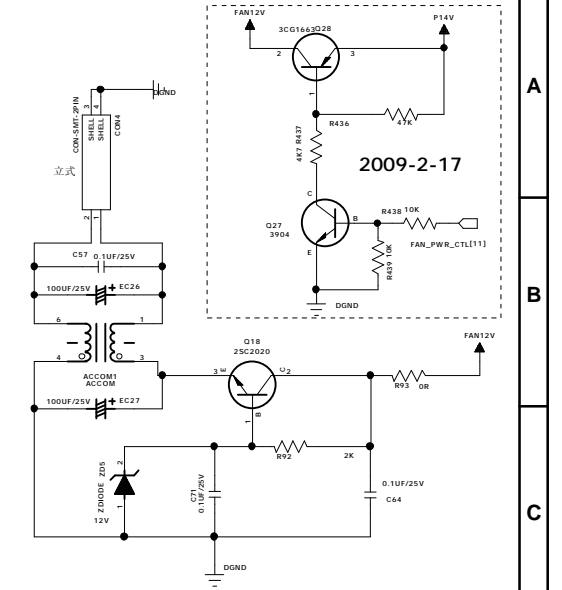 FAN12V
P14V
3CG1663 Q28
2
3
1
A
DGND
CON-SMT-2PIN
3
4
SHELL
SHELL
CON4
立式
2
1
R436
47K
4K7 R437
2009-2-17
C
Q27
3904
B
E
R438 10K
R439 10K
FAN_PWR_CTL[11]
DGND
C57 0.1UF/25V
100UF/25V
+ EC26
B
6
1
4
3
ACCOM1
ACCOM
100UF/25V
+ EC27
Q18
2SC2020
3
E
C
2
B
1
FAN12V
R93 0R
R92 2K
ZDIODE ZD5
2
1
12V
C71
0.1UF/25V
0.1UF/25V
C64
C
DGND